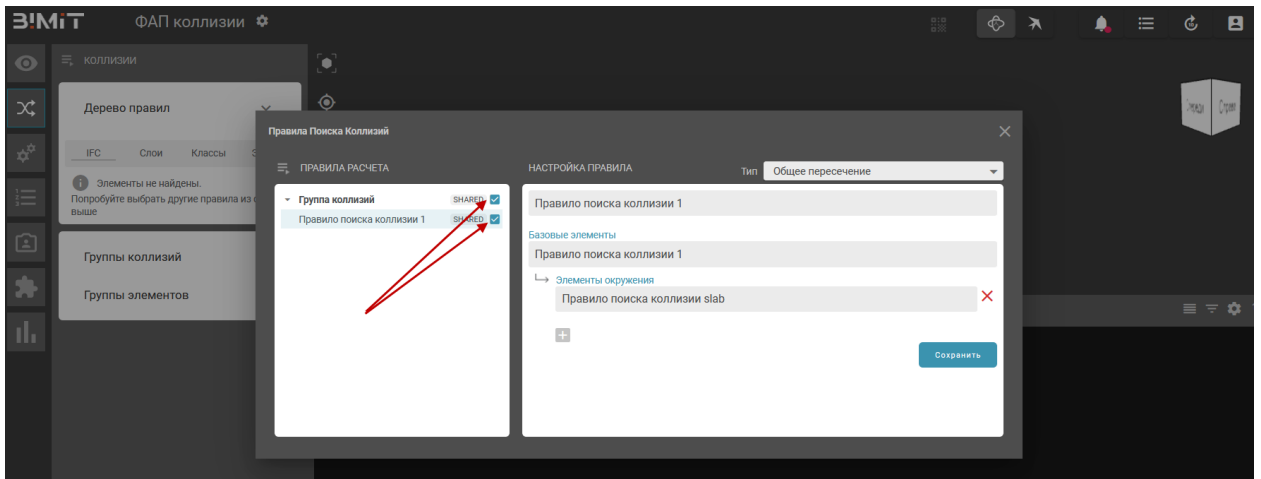 BIMiT
ФАП коллизии
КОЛЛИЗИИ
Дерево правил
IFC Слои Классы
Элементы не найдены.
Попробуйте выбрать другие правила из
выше
Группы коллизий
Группы элементов
Правила Поиска Коллизий
ПРАВИЛА РАСЧЕТА
Группа коллизий SHARED
Правило поиска коллизии 1 SHARED
НАСТРОЙКА ПРАВИЛА
Тип Общее пересечение
Правило поиска коллизии 1
Базовые элементы
Правило поиска коллизии 1
Элементы окружения
Правило поиска коллизии slab
Сохранить